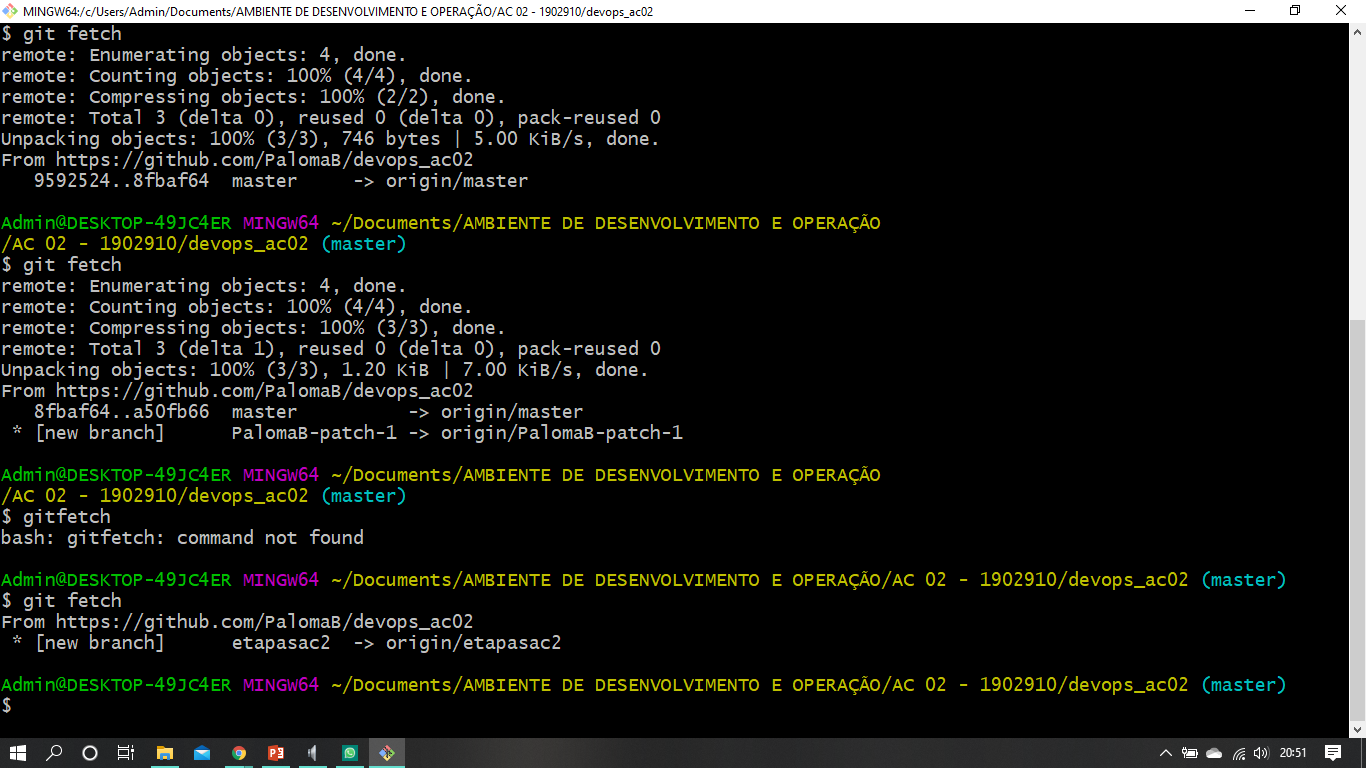 MINGW64:/c/Users/Admin/Documents/AMBIENTE DE DESENVOLVIMENTO E OPERAÇÃO/AC 02 - 1902910/devops_ac02
$ git fetch
remote: Enumerating objects: 4, done.
remote: Counting objects: 100% (4/4), done.
remote: Compressing objects: 100% (2/2), done.
remote: Total 3 (delta 0), reused 0 (delta 0), pack-reused 0
Unpacking objects: 100% (3/3), 746 bytes | 5.00 KiB/s, done.
From https://github.com/PalomaB/devops_ac02
   9592524..8fbaf64  master     -> origin/master
Admin@DESKTOP-49JC4ER MINGW64 ~/Documents/AMBIENTE DE DESENVOLVIMENTO E OPERAÇÃO
/AC 02 - 1902910/devops_ac02 (master)
$ git fetch
remote: Enumerating objects: 4, done.
remote: Counting objects: 100% (4/4), done.
remote: Compressing objects: 100% (3/3), done.
remote: Total 3 (delta 1), reused 0 (delta 0), pack-reused 0
Unpacking objects: 100% (3/3), 1.20 KiB | 7.00 KiB/s, done.
From https://github.com/PalomaB/devops_ac02
   8fbaf64..a50fb66  master          -> origin/master
 * [new branch]      PalomaB-patch-1 -> origin/PalomaB-patch-1
Admin@DESKTOP-49JC4ER MINGW64 ~/Documents/AMBIENTE DE DESENVOLVIMENTO E OPERAÇÃO
/AC 02 - 1902910/devops_ac02 (master)
$ gitfetch
bash: gitfetch: command not found
Admin@DESKTOP-49JC4ER MINGW64 ~/Documents/AMBIENTE DE DESENVOLVIMENTO E OPERAÇÃO/AC 02 - 1902910/devops_ac02 (master)
$ git fetch
From https://github.com/PalomaB/devops_ac02
 * [new branch]      etapasac2  -> origin/etapasac2
Admin@DESKTOP-49JC4ER MINGW64 ~/Documents/AMBIENTE DE DESENVOLVIMENTO E OPERAÇÃO/AC 02 - 1902910/devops_ac02 (master)
$
20:51